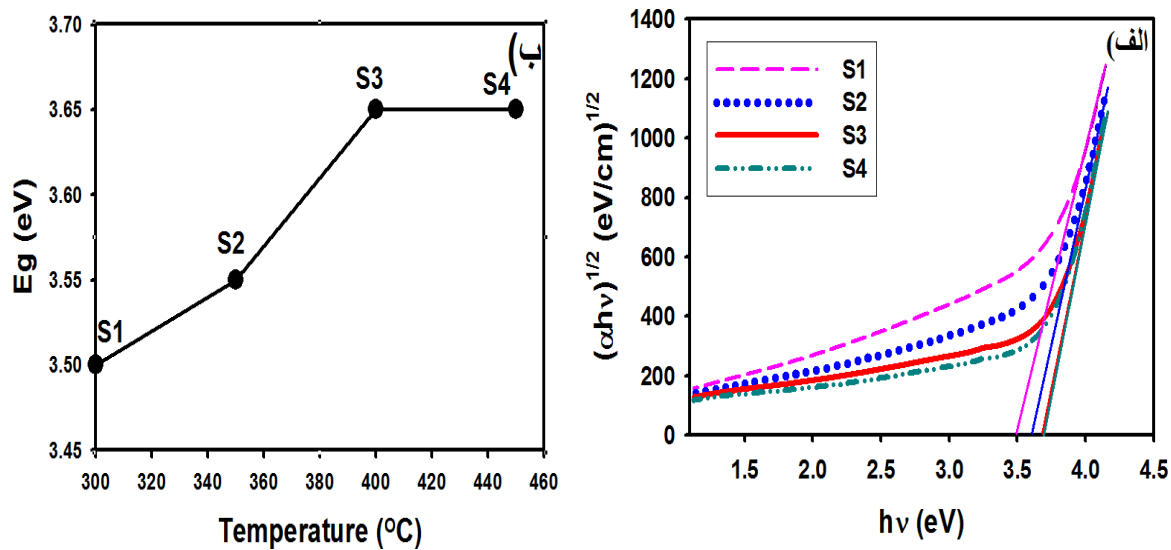 ب)
3.70
3.65
3.60
3.55
3.50
3.45
Eg (eV)
S1
S2
S3
S4
300 320 340 360 380 400 420 440 460
Temperature (ºC)
الف)
1400
1200
1000
800
600
400
200
0
(αhν)1/2 (eV/cm)1/2
S1
S2
S3
S4
1.5 2.0 2.5 3.0 3.5 4.0 4.5
hν (eV)